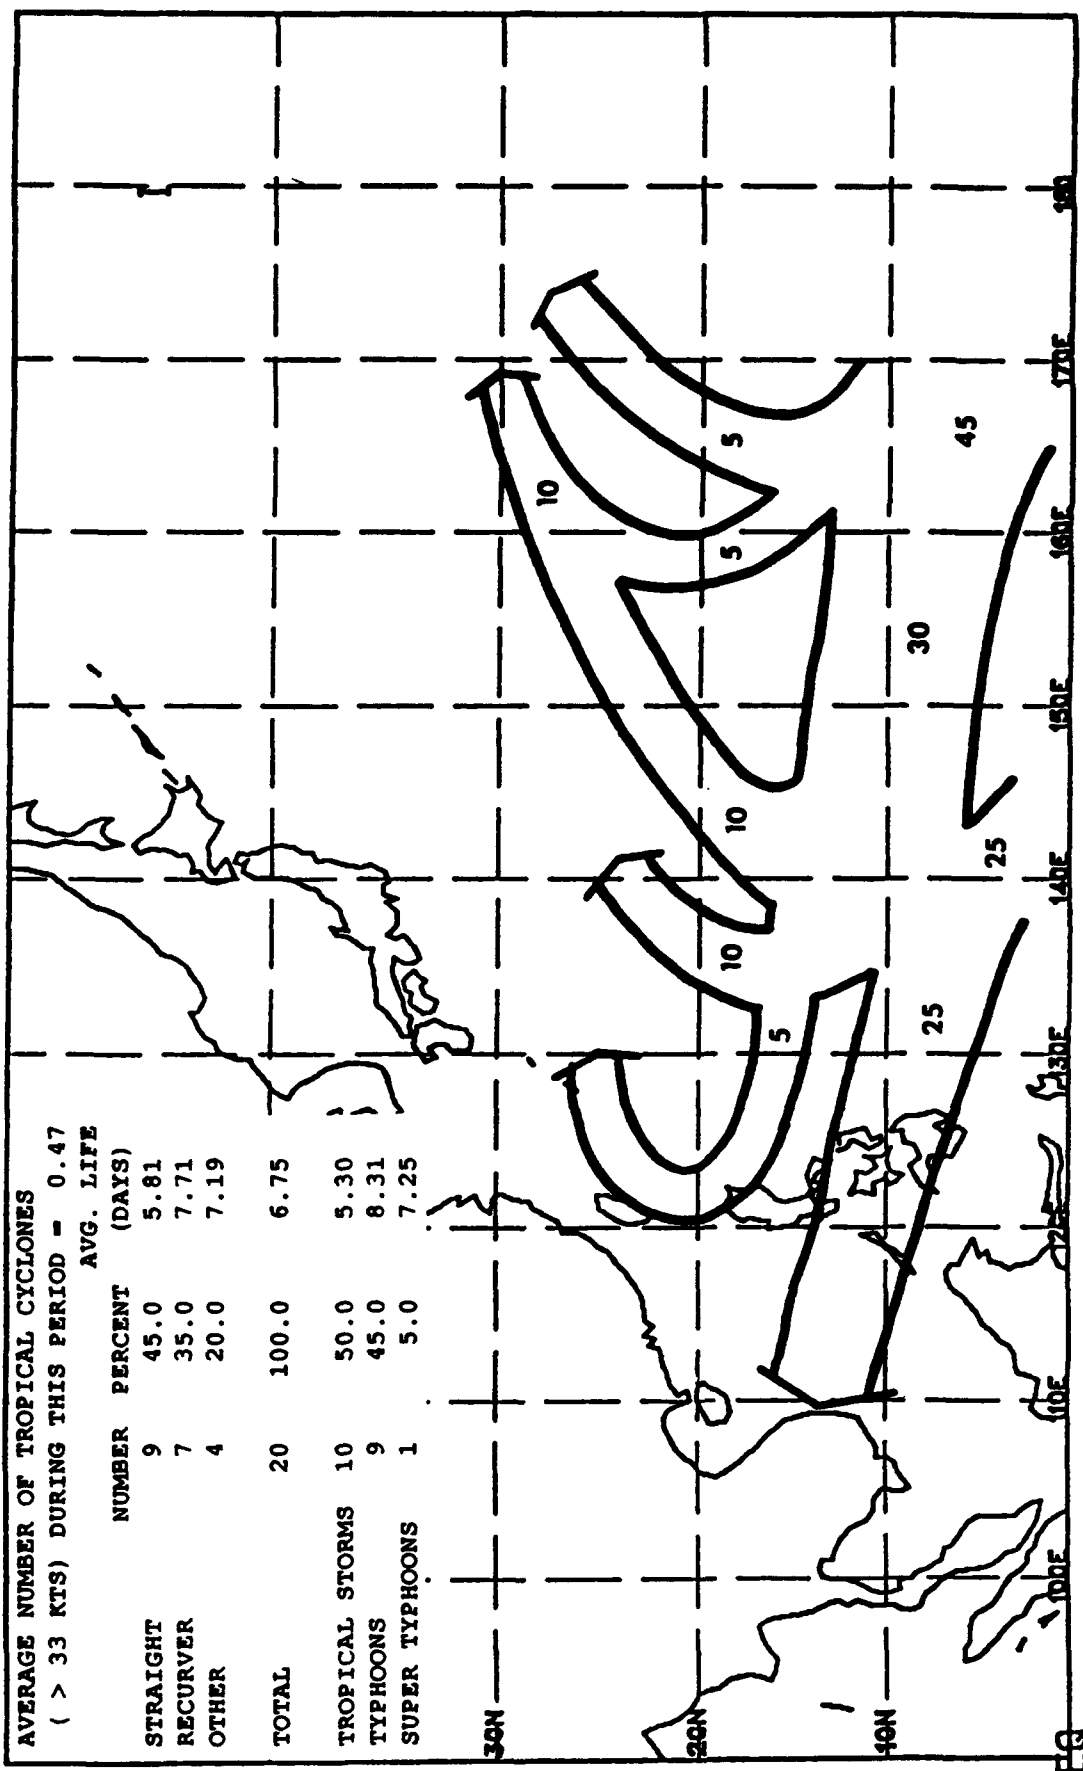 AVERAGE NUMBER OF TROPICAL CYCLONES
( > 33 KTS) DURING THIS PERIOD = 0.47
AVG. LIFE
NUMBER PERCENT (DAYS)
STRAIGHT 9 45.0 5.81
RECURVER 7 35.0 7.71
OTHER 4 20.0 7.19
TOTAL 20 100.0 6.75
TROPICAL STORMS 10 50.0 5.30
TYPHOONS 9 45.0 8.31
SUPER TYPHOONS 1 5.0 7.25
30N
10
20N
10 10 5 5
5
10N
25 30
25 45
100E 110E 130E 140E 150E 160E 170E 180